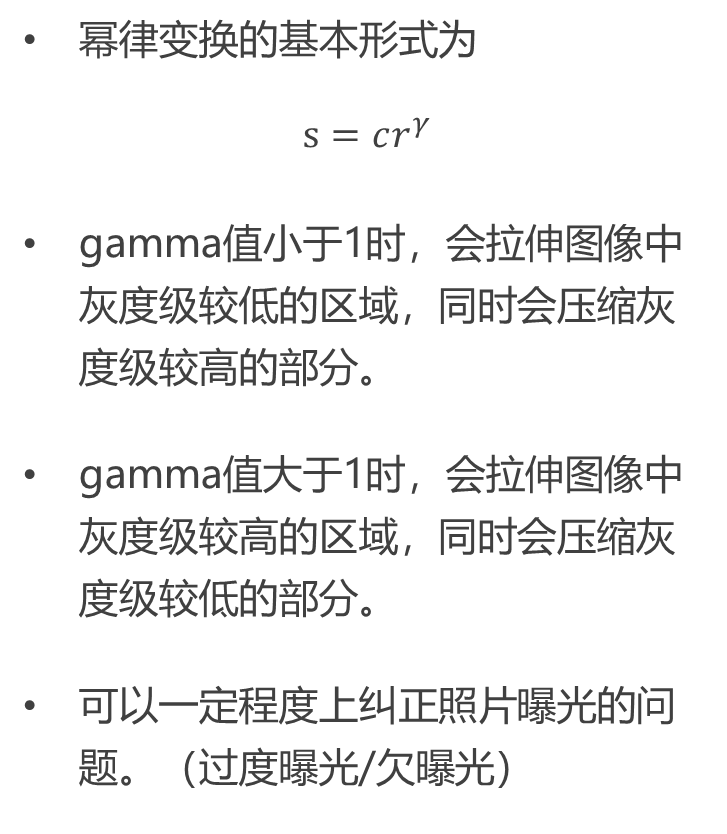 • 幂律变换的基本形式为
s = cr^γ
• gamma值小于1时，会拉伸图像中
灰度级较低的区域，同时会压缩灰
度级较高的部分。
• gamma值大于1时，会拉伸图像中
灰度级较高的区域，同时会压缩灰
度级较低的部分。
• 可以一定程度上纠正照片曝光的问
题。（过度曝光/欠曝光）